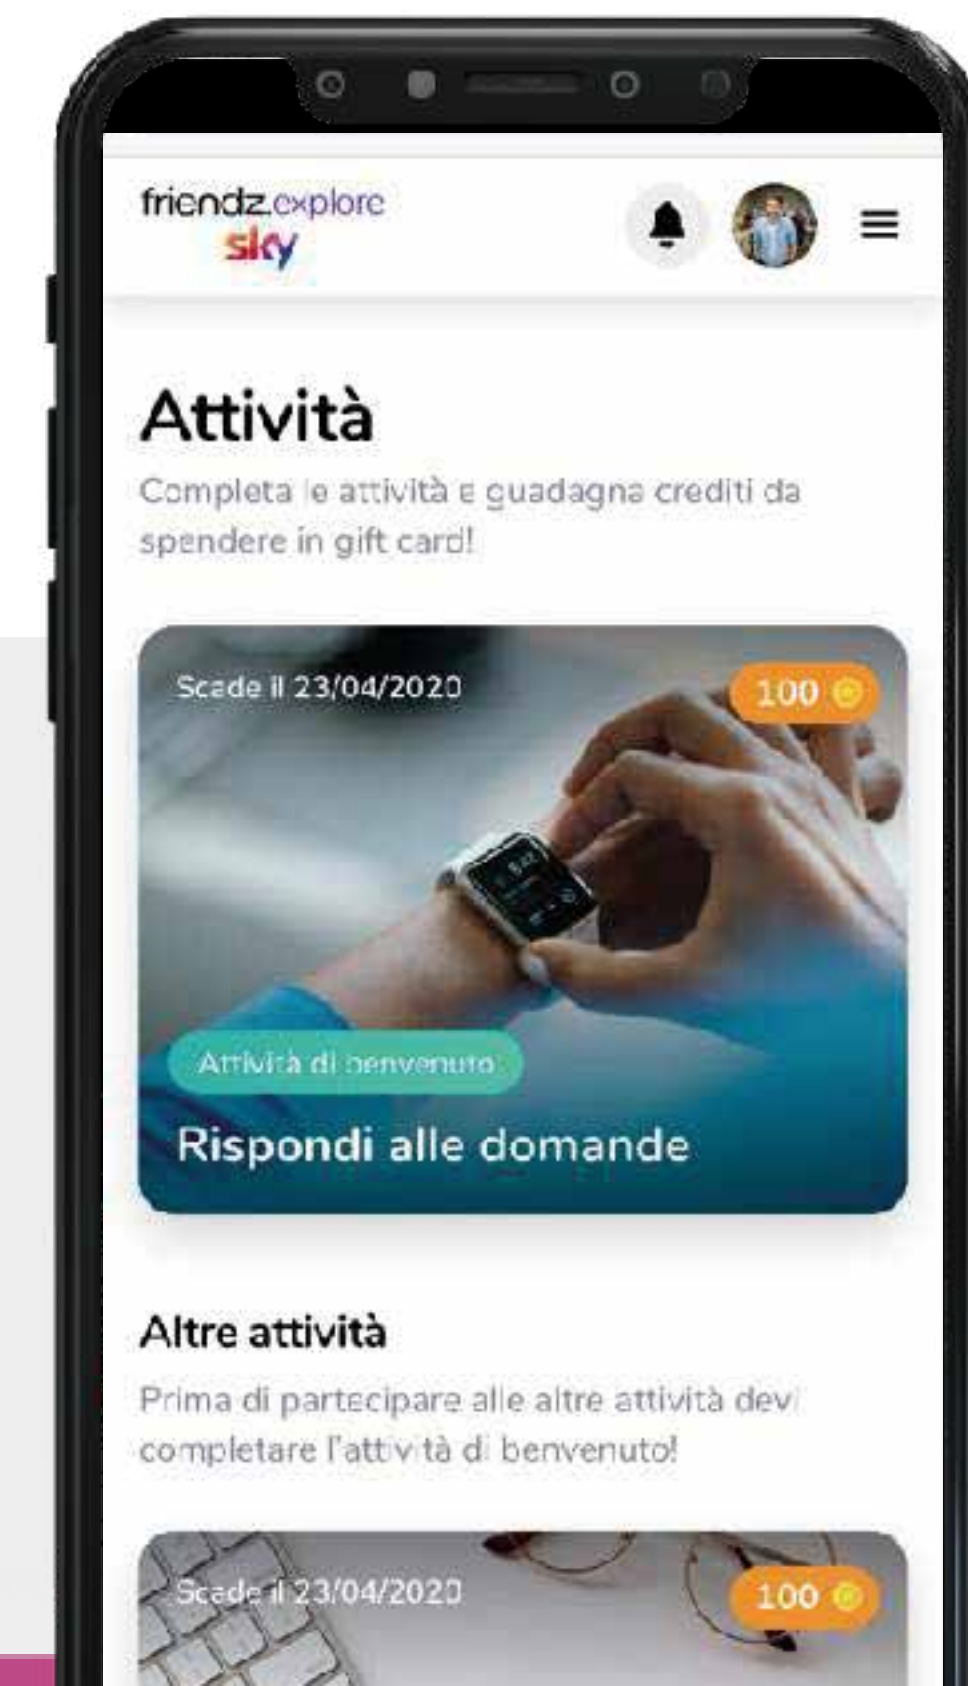 friendz.explore
sky
Attività
Completa le attività e guadagna crediti da
spendere in gift card!
Scade il 23/04/2020
100
Attività di benvenuto
Rispondi alle domande
Altre attività
Prima di partecipare alle altre attività devi
completare l'attività di benvenuto!
Scade il 23/04/2020
100